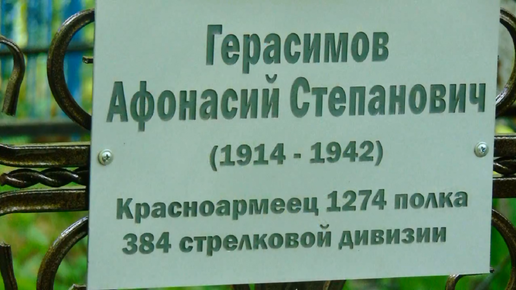 Герасимов
Афонасий Степанович
(1914 - 1942)
Красноармеец 1274 полка
384 стрелковой дивизии